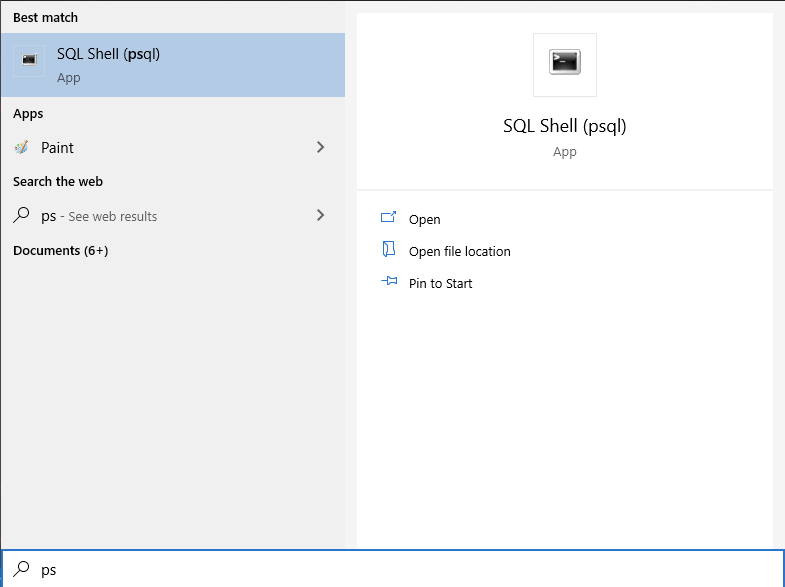 Best match
SQL Shell (psql)
App
Apps
Paint
Search the web
ps - See web results
Documents (6+)
SQL Shell (psql)
App
Open
Open file location
Pin to Start
ps